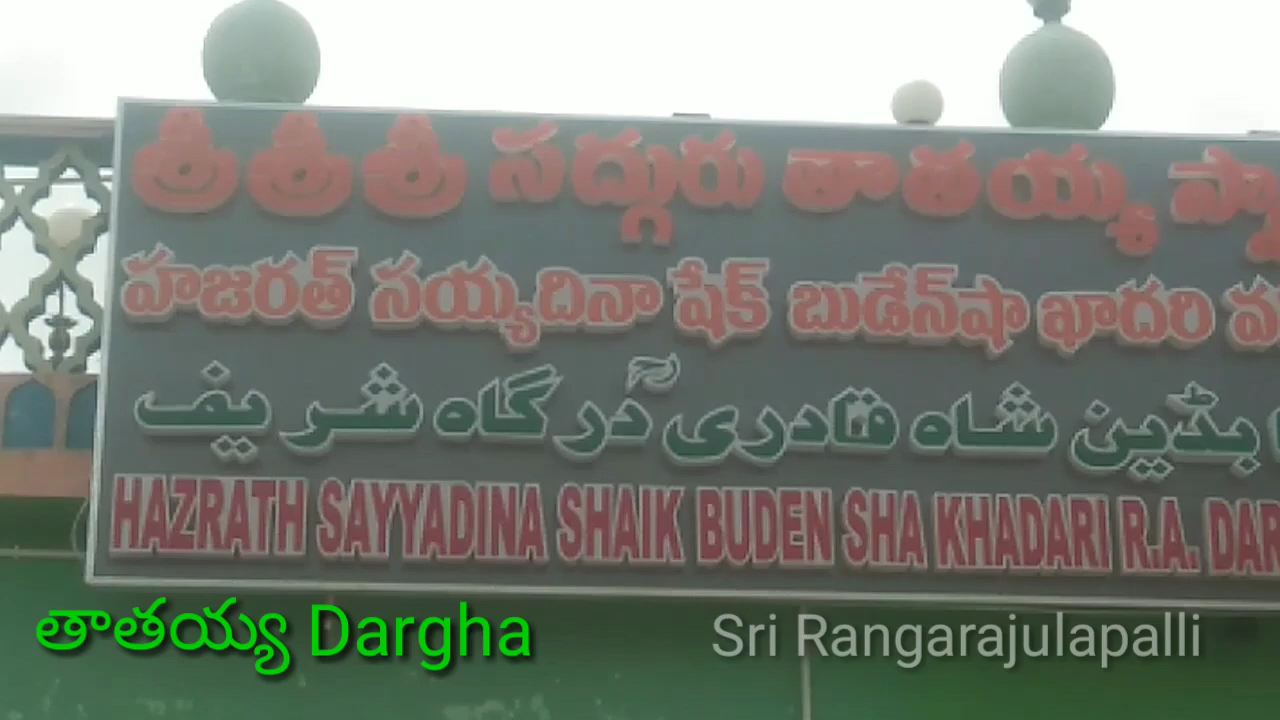 శ్రీ శ్రీ శ్రీ సద్గురు తాతయ్య
హజరత్ సయ్యదినా షేక్ బుడేన్‌షా ఖాదరి
بڈین شاہ قادریؒ درگاہ شریف
HAZRATH SAYYADINA SHAIK BUDEN SHA KHADARI R.A. DAR
తాతయ్య Dargha
Sri Rangarajulapalli